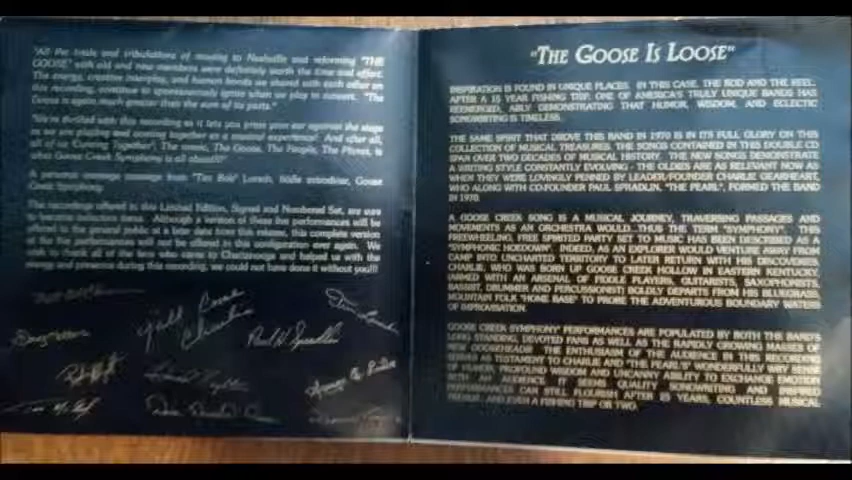 "All the trials and tribulations of moving to Nashville and reforming "THE
GOOSE" with old and new members were definitely worth the time and effort.
The energy, creative interplay, and human bonds we shared with each other on
this recording, continue to spontaneously ignite when we play in concert. "The
Goose is again much greater than the sum of its parts."
"We're thrilled with this recording as it lets you press your ear against the stage
as we are playing and coming together as a musical experience! And after all,
all of us "Coming Together", The music, The Goose, The People, The Planet, is
what Goose Creek Symphony is all about!!!"
A personal message from "Tim Bob"
Goose
Creek Symphony
The recordings offered in this Limited Edition, Signed and Numbered Set, are sure
to become collectors items. Although a version of these live performances will be
offered to the general public at a later date, this complete version
of the live performances will not be offered in this configuration ever again. We
wish to thank all of the fans who came to Chattanooga and helped us with the
energy and presence during this recording, we could not have done it without you!!!
Paul H. Spradlin
"THE GOOSE IS LOOSE"
INSPIRATION IS FOUND IN UNIQUE PLACES. IN THIS CASE, THE ROD AND THE REEL.
AFTER A 15 YEAR FISHING TRIP, ONE OF AMERICA'S TRULY UNIQUE BANDS HAS
REEMERGED, ABLY DEMONSTRATING THAT HUMOR, WISDOM, AND ECLECTIC
SONGWRITING IS TIMELESS.
THE SAME SPIRIT THAT DROVE THIS BAND IN 1970 IS IN ITS FULL GLORY ON THIS
COLLECTION OF MUSICAL TREASURES. THE SONGS CONTAINED IN THIS DOUBLE CD
SPAN OVER TWO DECADES OF MUSICAL HISTORY. THE NEW SONGS DEMONSTRATE
A WRITING STYLE CONSTANTLY EVOLVING - THE OLDIES ARE AS RELEVANT NOW AS
WHEN THEY WERE LOVINGLY PENNED BY LEADER/FOUNDER CHARLIE GEARHEART,
WHO ALONG WITH CO-FOUNDER PAUL SPRADLIN, "THE PEARL", FORMED THE BAND
IN 1970.
A GOOSE CREEK SONG IS A MUSICAL JOURNEY, TRAVERSING PASSAGES AND
MOVEMENTS AS AN ORCHESTRA WOULD...THUS THE TERM "SYMPHONY". THIS
FREEWHEELING, FREE SPIRITED PARTY SET TO MUSIC HAS BEEN DESCRIBED AS A
"SYMPHONIC HOEDOWN". INDEED, AS AN EXPLORER WOULD VENTURE AWAY FROM
CAMP INTO UNCHARTED TERRITORY TO LATER RETURN WITH HIS DISCOVERIES,
CHARLIE, WHO WAS BORN UP GOOSE CREEK HOLLOW IN EASTERN KENTUCKY,
(ARMED WITH AN ARSENAL OF FIDDLE PLAYERS, GUITARISTS, SAXOPHONISTS,
BASSIST, DRUMMER AND PERCUSSIONIST) BOLDLY DEPARTS FROM HIS BLUEGRASS,
MOUNTAIN FOLK "HOME BASE" TO PROBE THE ADVENTUROUS BOUNDARY WATERS
OF IMPROVISATION.
GOOSE CREEK SYMPHONY PERFORMANCES ARE POPULATED BY BOTH THE BAND'S
LONG STANDING, DEVOTED FANS AS WELL AS THE RAPIDLY GROWING MASSES OF
NEW GOOSEHEADS! THE ENTHUSIASM OF THE AUDIENCE IN THIS RECORDING
SERVE AS TESTAMENT TO CHARLIE AND "THE PEARL'S" WONDERFULLY WRY SENSE
OF HUMOR, PROFOUND WISDOM AND UNCANNY ABILITY TO EXCHANGE EMOTION
WITH AN AUDIENCE. IT SEEMS QUALITY SONGWRITING AND INSPIRED
PERFORMANCES CAN STILL FLOURISH AFTER 25 YEARS, COUNTLESS MUSICAL
AND EVEN A FISHING TRIP OR TWO.